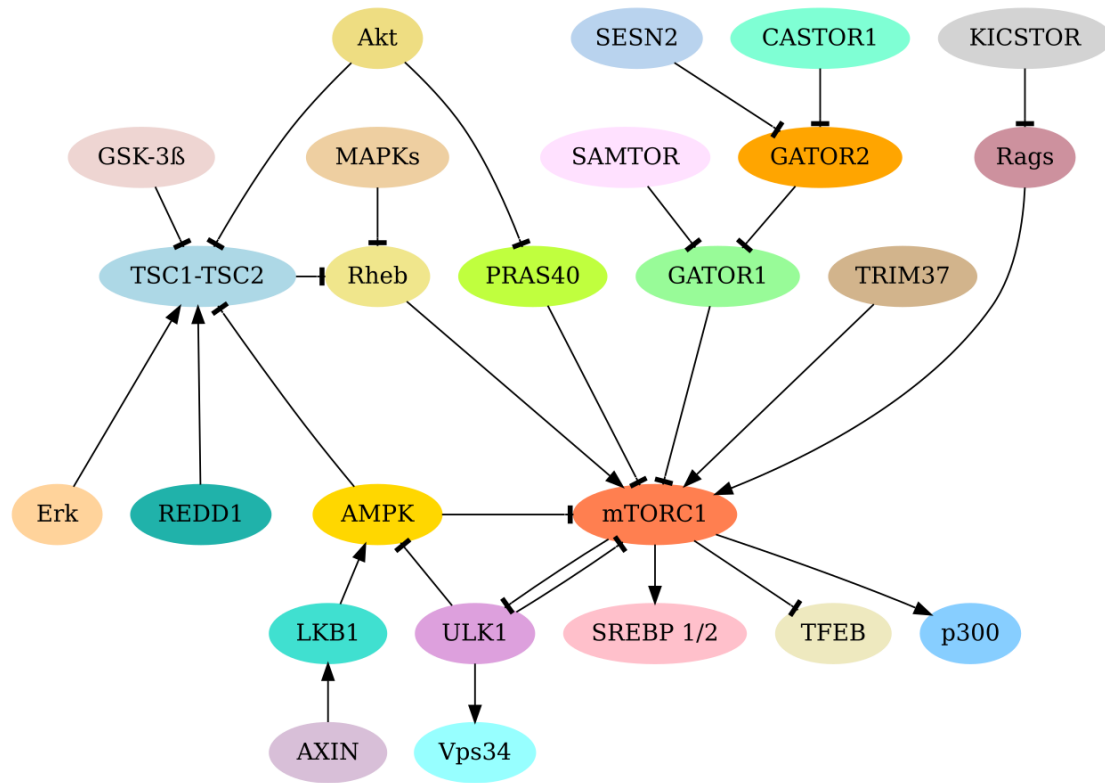 Akt
SESN2
CASTOR1
KICSTOR
GSK-3ß
MAPKs
SAMTOR
GATOR2
Rags
TSC1-TSC2
Rheb
PRAS40
GATOR1
TRIM37
Erk
REDD1
AMPK
mTORC1
LKB1
ULK1
SREBP 1/2
TFEB
p300
AXIN
Vps34